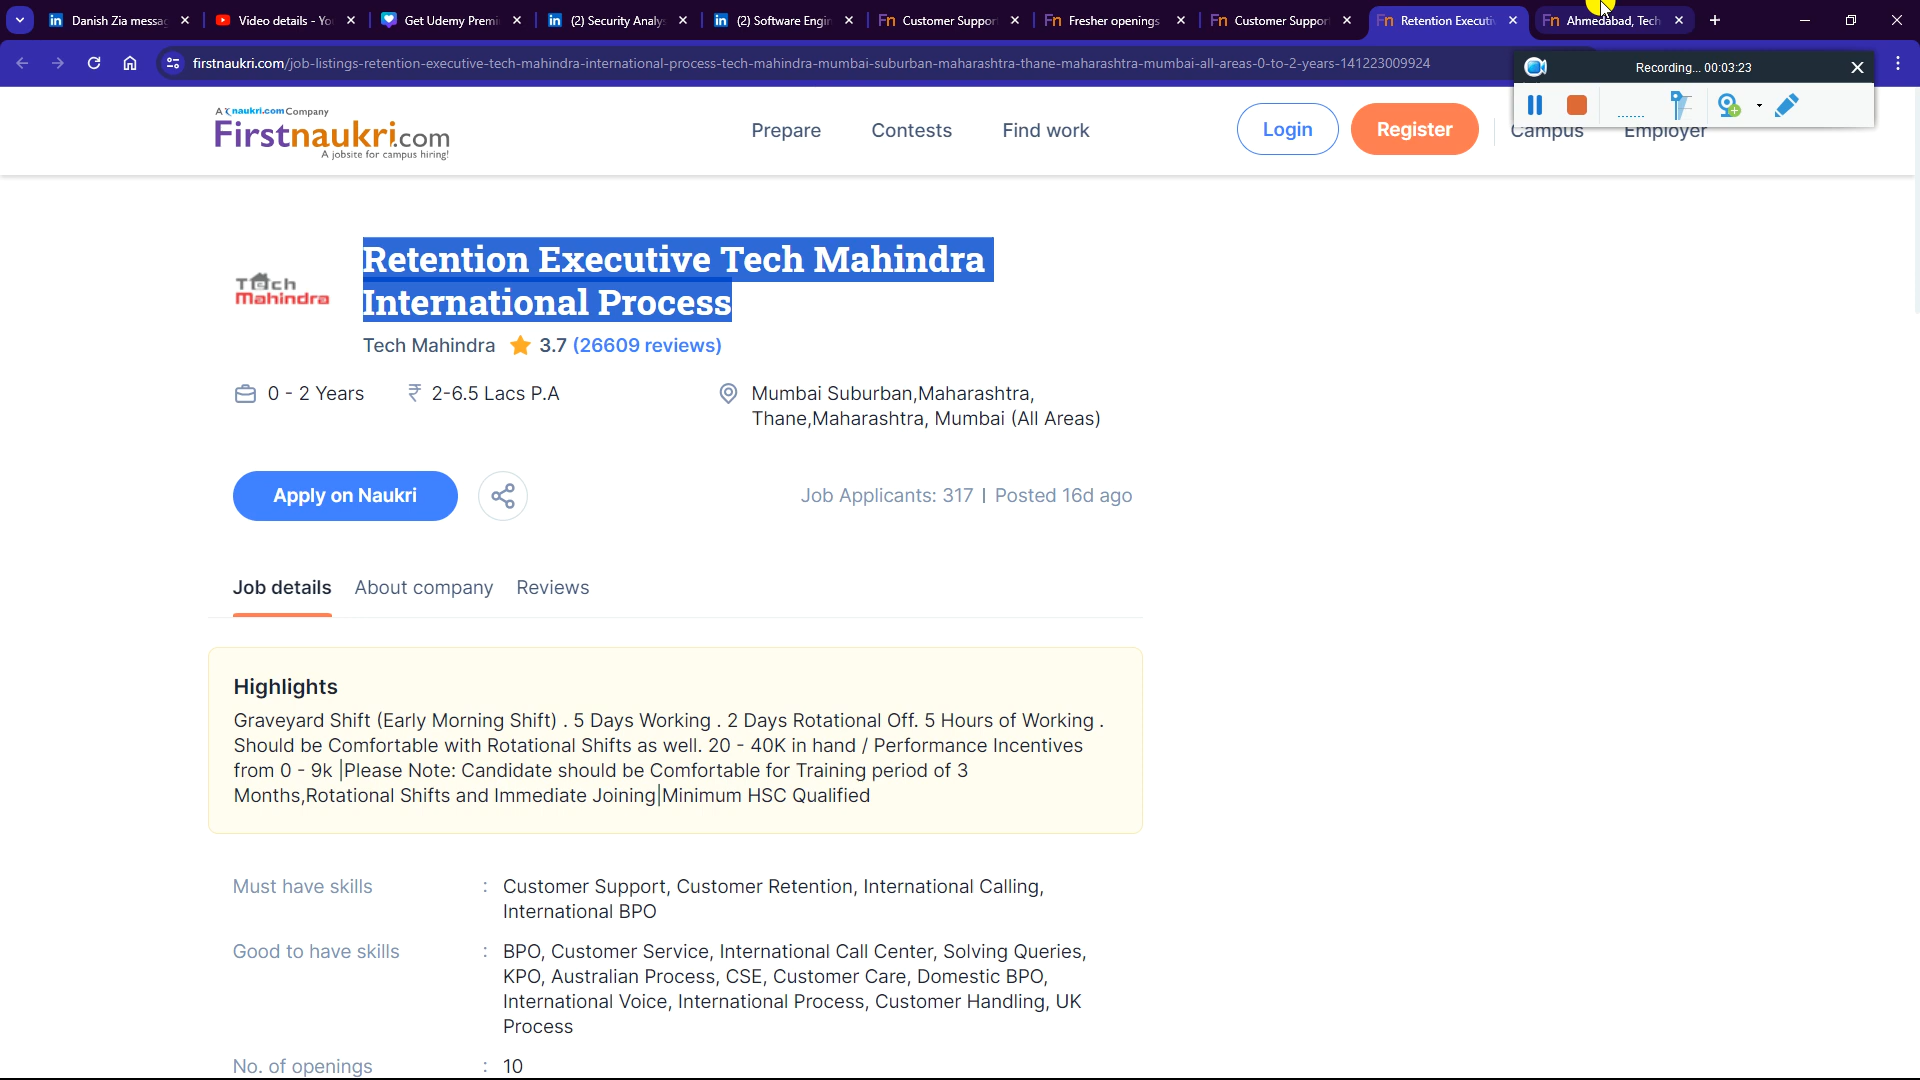 Danish Zia messag
Video details - Yo
Get Udemy Premi
(2) Security Analy
(2) Software Engin
Customer Suppor
Fresher openings
Customer Suppor
Retention Executi
Ahmedabad, Tech
firstnaukri.com/job-listings-retention-executive-tech-mahindra-international-process-tech-mahindra-mumbai-suburban-maharashtra-thane-maharashtra-mumbai-all-areas-0-to-2-years-141223009924
Recording... 00:03:23
A naukri.com Company
Firstnaukri.com
A jobsite for campus hiring!
Prepare
Contests
Find work
Login
Register
Campus
Employer
Tech
Mahindra
Retention Executive Tech Mahindra
International Process
Tech Mahindra 3.7 (26609 reviews)
0 - 2 Years
₹ 2-6.5 Lacs P.A
Mumbai Suburban,Maharashtra,
Thane,Maharashtra, Mumbai (All Areas)
Apply on Naukri
Job Applicants: 317 | Posted 16d ago
Job details
About company
Reviews
Highlights
Graveyard Shift (Early Morning Shift) . 5 Days Working . 2 Days Rotational Off. 5 Hours of Working .
Should be Comfortable with Rotational Shifts as well. 20 - 40K in hand / Performance Incentives
from 0 - 9k |Please Note: Candidate should be Comfortable for Training period of 3
Months,Rotational Shifts and Immediate Joining|Minimum HSC Qualified
Must have skills : Customer Support, Customer Retention, International Calling,
International BPO
Good to have skills : BPO, Customer Service, International Call Center, Solving Queries,
KPO, Australian Process, CSE, Customer Care, Domestic BPO,
International Voice, International Process, Customer Handling, UK
Process
No. of openings : 10